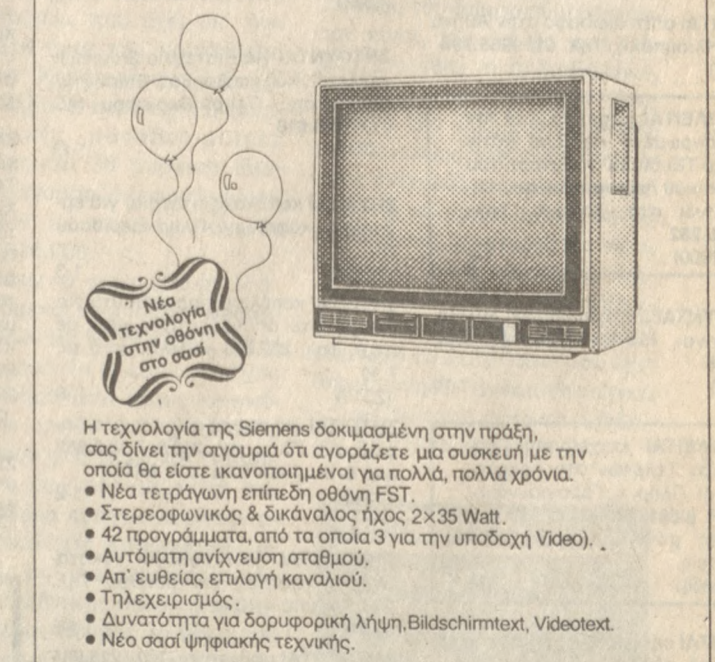 Νέα
τεχνολογία
στην οθόνη
στο σασί
Η τεχνολογία της Siemens δοκιμασμένη στην πράξη,
σας δίνει την σιγουριά ότι αγοράζετε μια συσκευή με την
οποία θα είστε ικανοποιημένοι για πολλά, πολλά χρόνια.
• Νέα τετράγωνη επίπεδη οθόνη FST.
• Στερεοφωνικός & δικάναλος ήχος 2×35 Watt.
• 42 προγράμματα, από τα οποία 3 για την υποδοχή Video).
• Αυτόματη ανίχνευση σταθμού.
• Απ' ευθείας επιλογή καναλιού.
• Τηλεχειρισμός.
• Δυνατότητα για δορυφορική λήψη, Bildschirmtext, Videotext.
• Νέο σασί ψηφιακής τεχνικής.